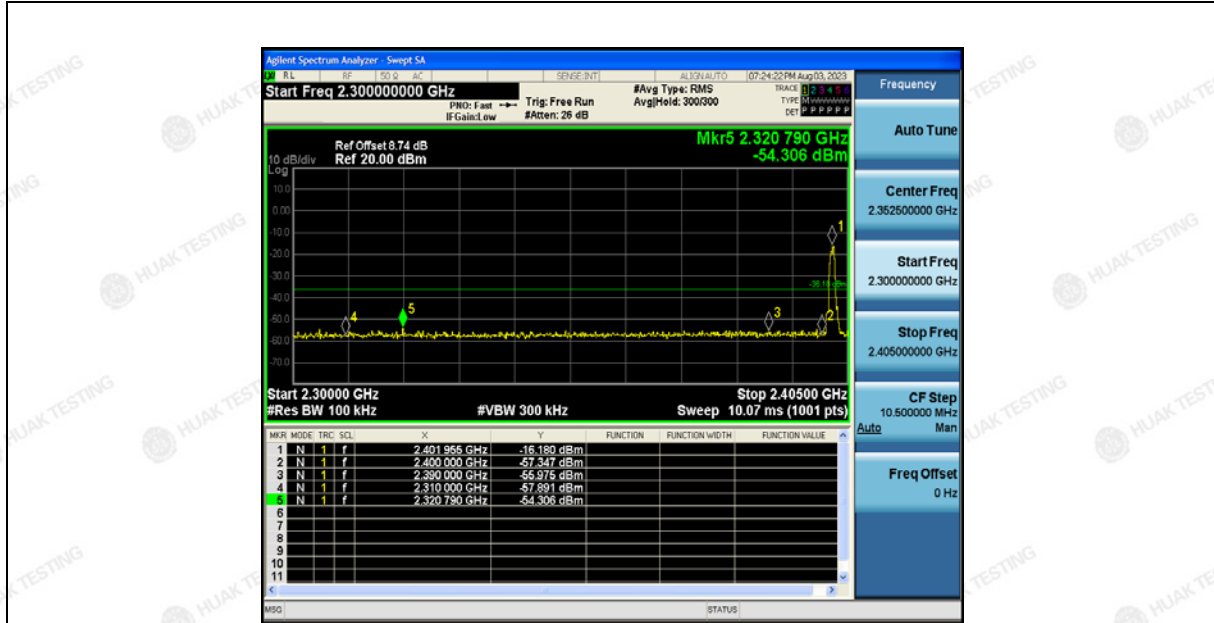 Agilent Spectrum Analyzer - Swept SA
RL RF 50 Ω AC SENSE:INT ALIGNAUTO 07:24:22 PM Aug 03, 2023
Start Freq 2.300000000 GHz
PNO: Fast
IFGain:Low
Trig: Free Run
#Atten: 26 dB
#Avg Type: RMS
Avg|Hold: 300/300
TRACE 1 2 3 4 5 6
TYPE M WWWWW
DET P P P P P P
Mkr5 2.320 790 GHz
-54.306 dBm
Ref Offset 8.74 dB
10 dB/div Ref 20.00 dBm
Log
10.0
0.00
-10.0
-20.0
-30.0
-40.0
-50.0
-60.0
-70.0
1
2
3
4
5
Start 2.30000 GHz Stop 2.40500 GHz
#Res BW 100 kHz #VBW 300 kHz Sweep 10.07 ms (1001 pts)
MKR MODE TRC SCL X Y FUNCTION FUNCTION WIDTH FUNCTION VALUE
1 N 1 f 2.401 955 GHz -16.180 dBm
2 N 1 f 2.400 000 GHz -57.347 dBm
3 N 1 f 2.390 000 GHz -55.975 dBm
4 N 1 f 2.310 000 GHz -57.891 dBm
5 N 1 f 2.320 790 GHz -54.306 dBm
6
7
8
9
10
11
MSG STATUS
Frequency
Auto Tune
Center Freq
2.352500000 GHz
Start Freq
2.300000000 GHz
Stop Freq
2.405000000 GHz
CF Step
10.500000 MHz
Auto Man
Freq Offset
0 Hz
HUAK TESTING